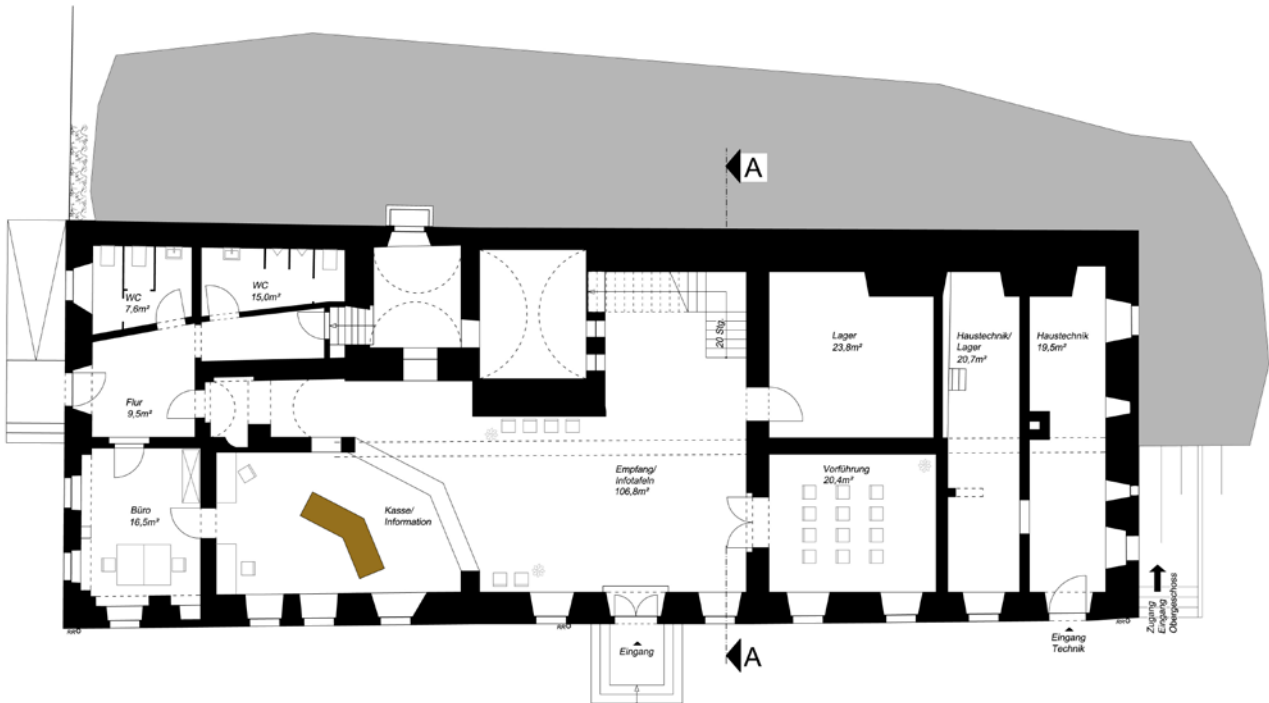 A
WC
7,6m²
WC
15,0m²
20 Stg.
Lager
23,8m²
Haustechnik/
Lager
20,7m²
Haustechnik
19,5m²
Flur
9,5m²
Empfang/
Infotafeln
106,8m²
Vorführung
20,4m²
Büro
16,5m²
Kasse/
Information
Zugang
Eingang
Obergeschoss
Eingang
Technik
Eingang
A